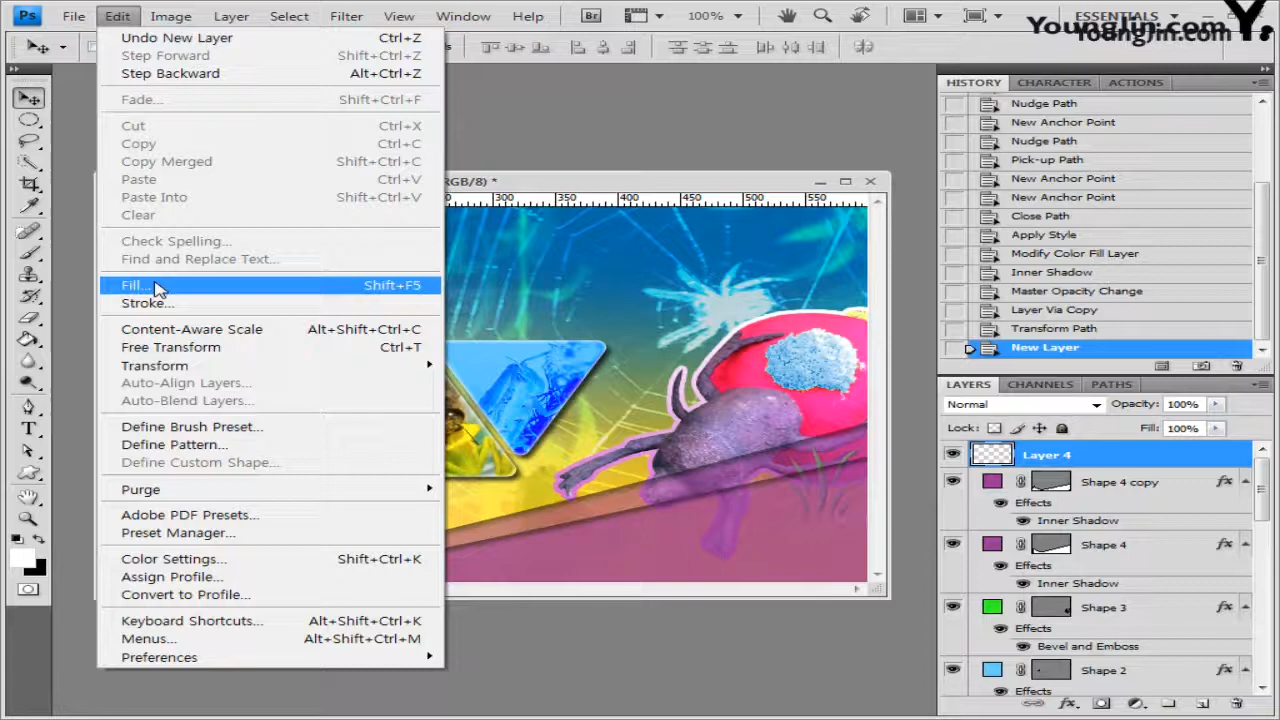 Ps File Edit Image Layer Select Filter View Window Help Br 100% ESSENTIALS
YoungJim.com Y.
YoungJim.com
Undo New Layer Ctrl+Z
Step Forward Shift+Ctrl+Z
Step Backward Alt+Ctrl+Z
Fade... Shift+Ctrl+F
Cut Ctrl+X
Copy Ctrl+C
Copy Merged Shift+Ctrl+C
Paste Ctrl+V
Paste Into Shift+Ctrl+V
Clear
Check Spelling...
Find and Replace Text...
Fill... Shift+F5
Stroke...
Content-Aware Scale Alt+Shift+Ctrl+C
Free Transform Ctrl+T
Transform
Auto-Align Layers...
Auto-Blend Layers...
Define Brush Preset...
Define Pattern...
Define Custom Shape...
Purge
Adobe PDF Presets...
Preset Manager...
Color Settings... Shift+Ctrl+K
Assign Profile...
Convert to Profile...
Keyboard Shortcuts... Alt+Shift+Ctrl+K
Menus... Alt+Shift+Ctrl+M
Preferences
RGB/8) *
300 350 400 450 500 550
HISTORY CHARACTER ACTIONS
Nudge Path
New Anchor Point
Nudge Path
Pick-up Path
New Anchor Point
New Anchor Point
Close Path
Apply Style
Modify Color Fill Layer
Inner Shadow
Master Opacity Change
Layer Via Copy
Transform Path
New Layer
LAYERS CHANNELS PATHS
Normal Opacity: 100%
Lock: Fill: 100%
Layer 4
Shape 4 copy fx
Effects
Inner Shadow
Shape 4 fx
Effects
Inner Shadow
Shape 3 fx
Effects
Bevel and Emboss
Shape 2 fx
Effects